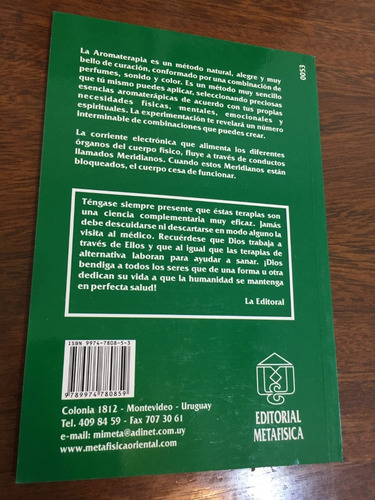 0053
La Aromaterapia es un método natural, alegre y muy
bello de curación, conformado por una combinación de
perfumes, sonido y color. Es un método muy sencillo
que tú mismo puedes aplicar, seleccionando preciosas
esencias aromaterápicas de acuerdo con tus propias
necesidades físicas, mentales, emocionales y
espirituales. La experimentación te revelará un número
interminable de combinaciones que puedes crear.
La corriente electrónica que alimenta los diferentes
órganos del cuerpo físico, fluye a través de conductos
llamados Meridianos. Cuando estos Meridianos están
bloqueados, el cuerpo cesa de funcionar.
Téngase siempre presente que éstas terapias son
una ciencia complementaria muy eficaz. Jamás
debe descuidarse ni descartarse en modo alguno la
visita al médico. Recuérdese que Dios trabaja a
través de Ellos y que al igual que las terapias de
alternativa laboran para ayudar a sanar. ¡Dios
bendiga a todos los seres que de una forma u otra
dedican su vida a que la humanidad se mantenga
en perfecta salud!
La Editoral
ISBN 9974-7808-5-3
9789974780859
Colonia 1812 - Montevideo - Uruguay
Tel. 409 84 59 - Fax 707 30 61
e-mail: mimeta@adinet.com.uy
www.metafisicaoriental.com
EDITORIAL
METAFISICA